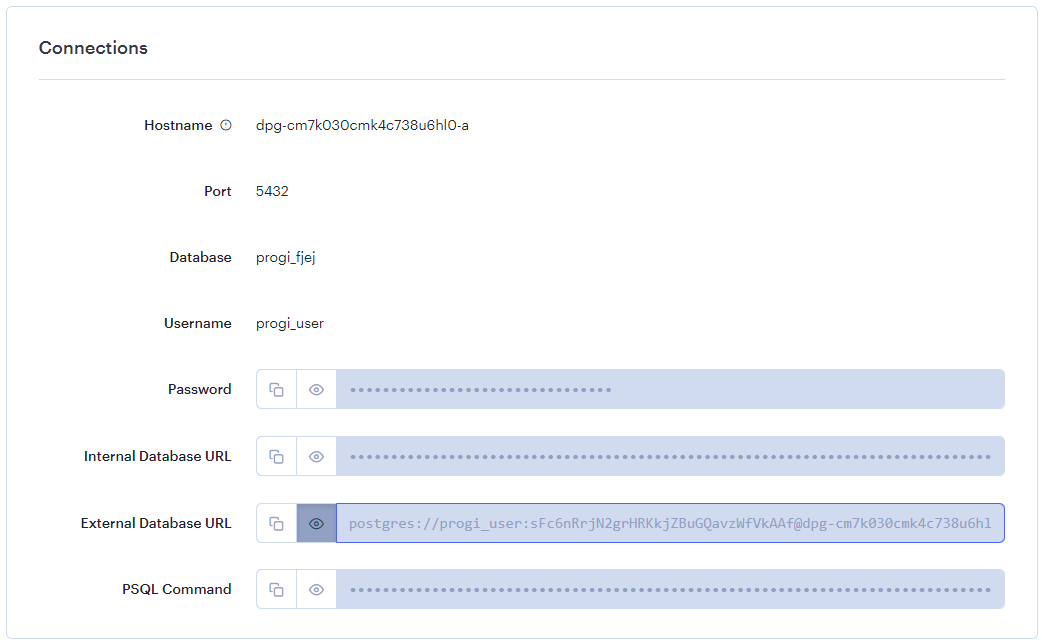 Connections
Hostname dpg-cm7k030cmk4c738u6hl0-a
Port 5432
Database progi_fjej
Username progi_user
Password ••••••••••••••••••••••••••••••••
Internal Database URL ••••••••••••••••••••••••••••••••••••••••••••••••••••••••••••••••••••••••••••••
External Database URL postgres://progi_user:sFc6nRrjN2grHRKkjZBuGQavzWfVkAAf@dpg-cm7k030cmk4c738u6hl
PSQL Command ••••••••••••••••••••••••••••••••••••••••••••••••••••••••••••••••••••••••••••••